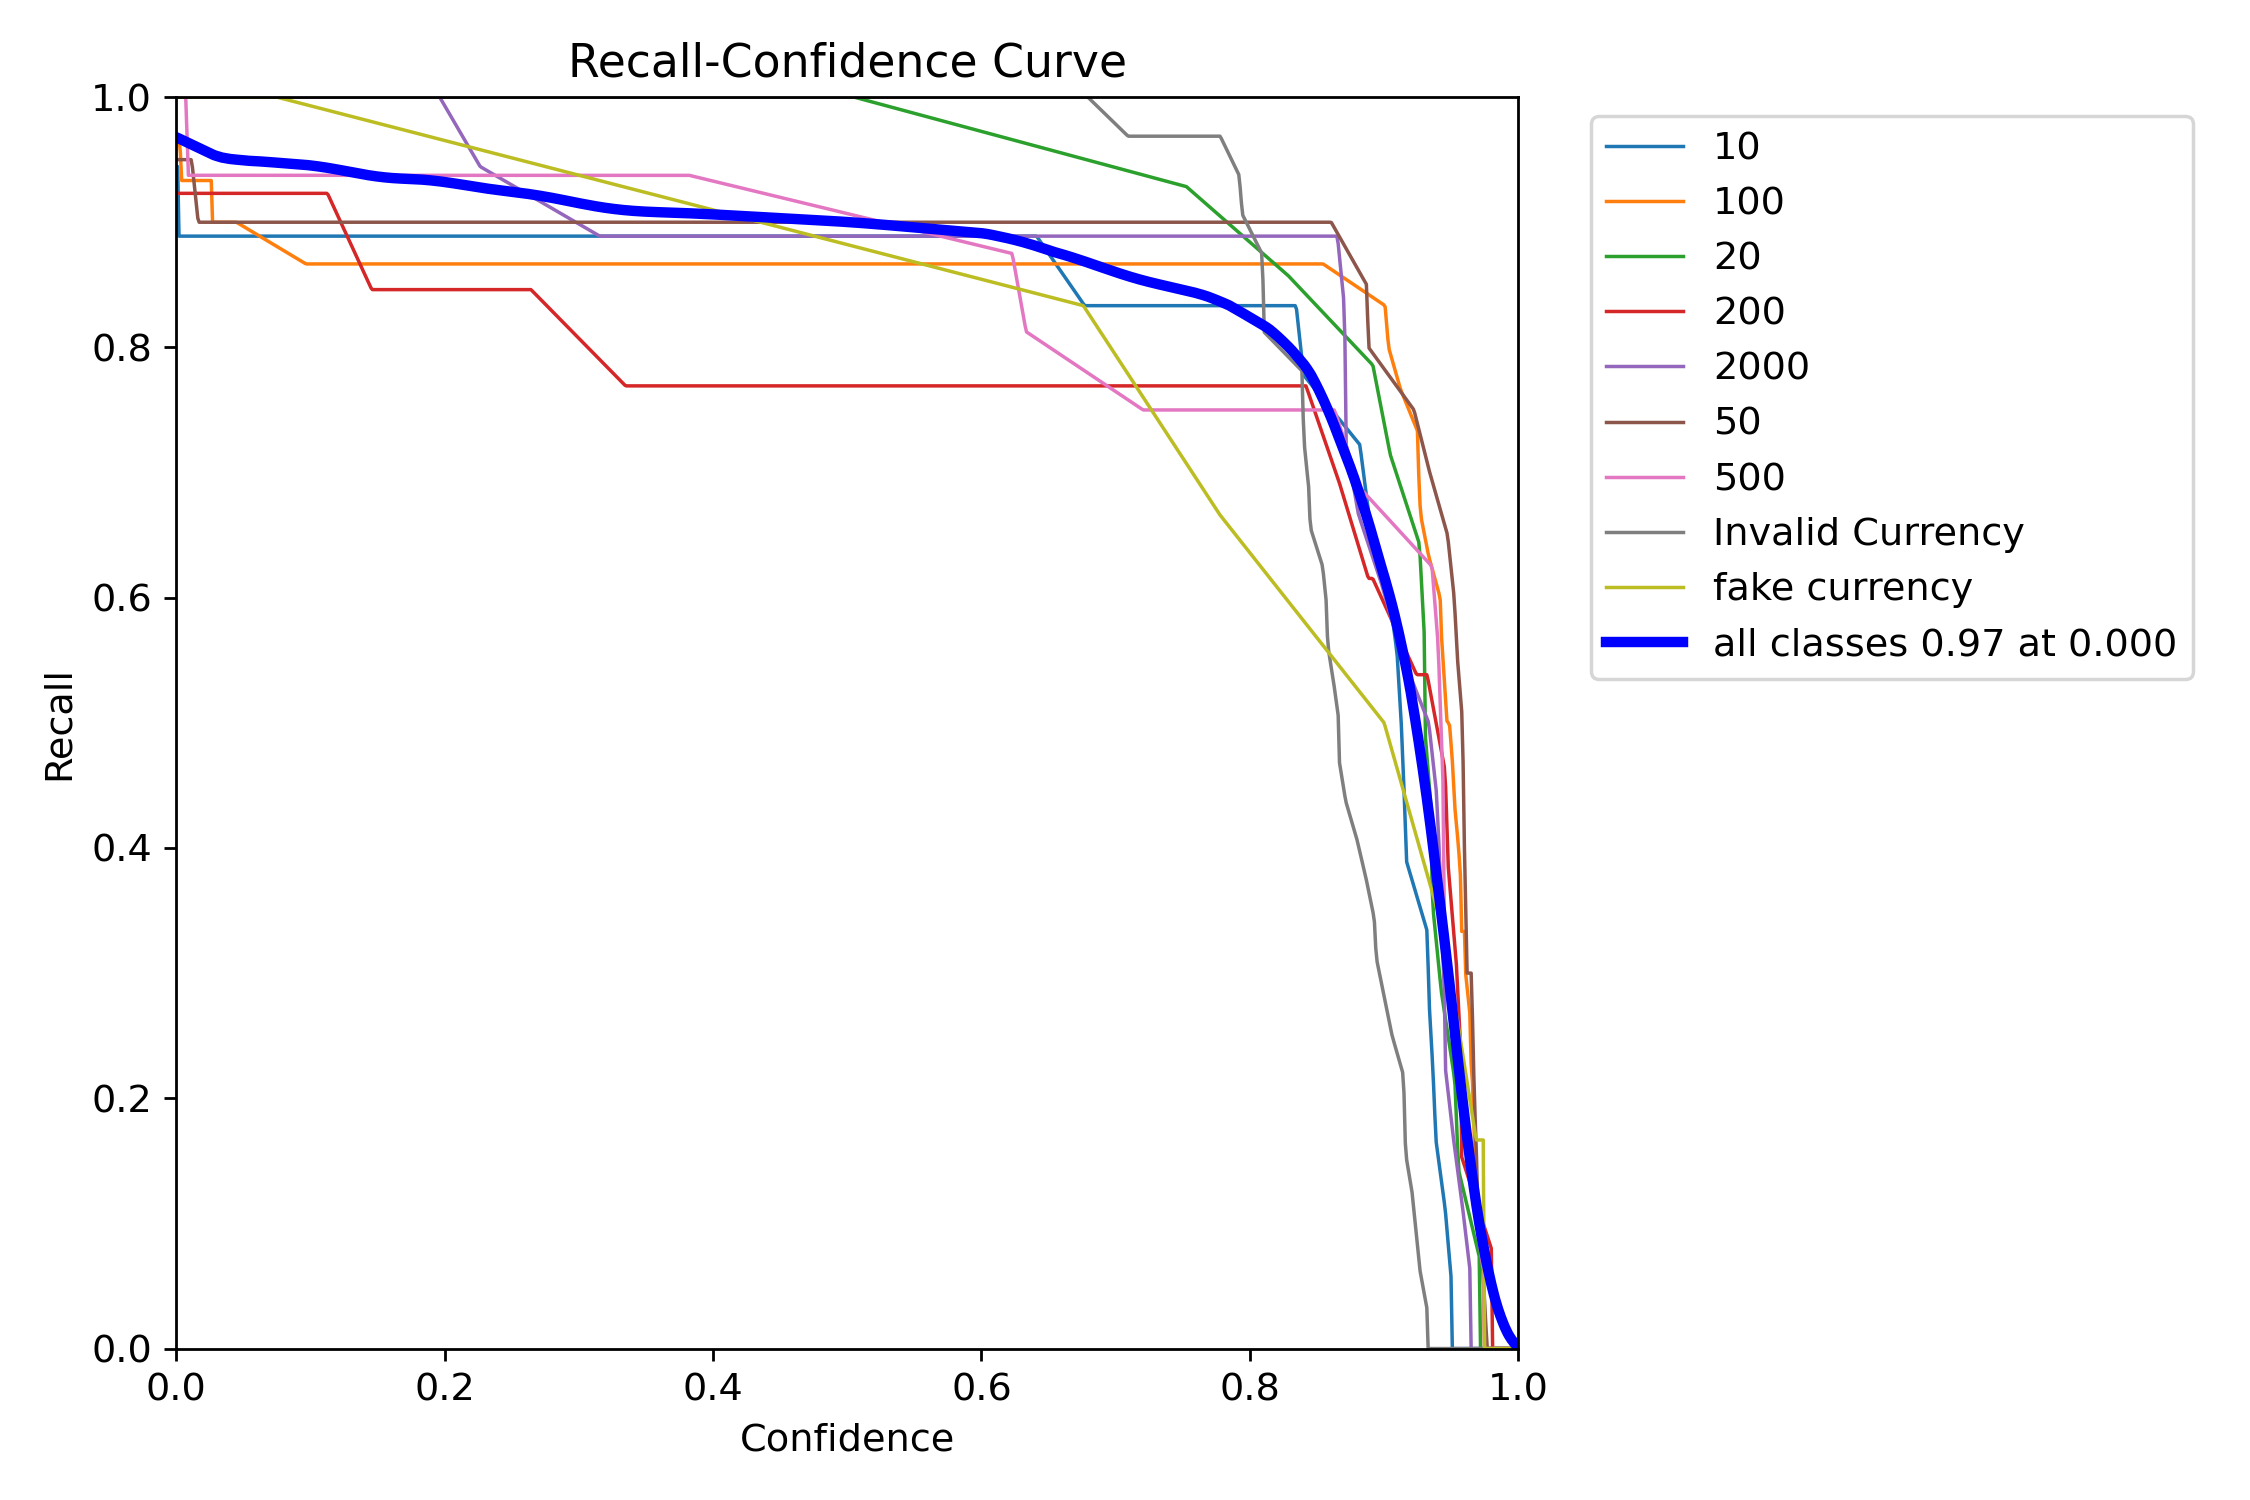 Recall-Confidence Curve
1.0
0.8
0.6
0.4
0.2
0.0
Recall
0.0 0.2 0.4 0.6 0.8 1.0
Confidence
10
100
20
200
2000
50
500
Invalid Currency
fake currency
all classes 0.97 at 0.000